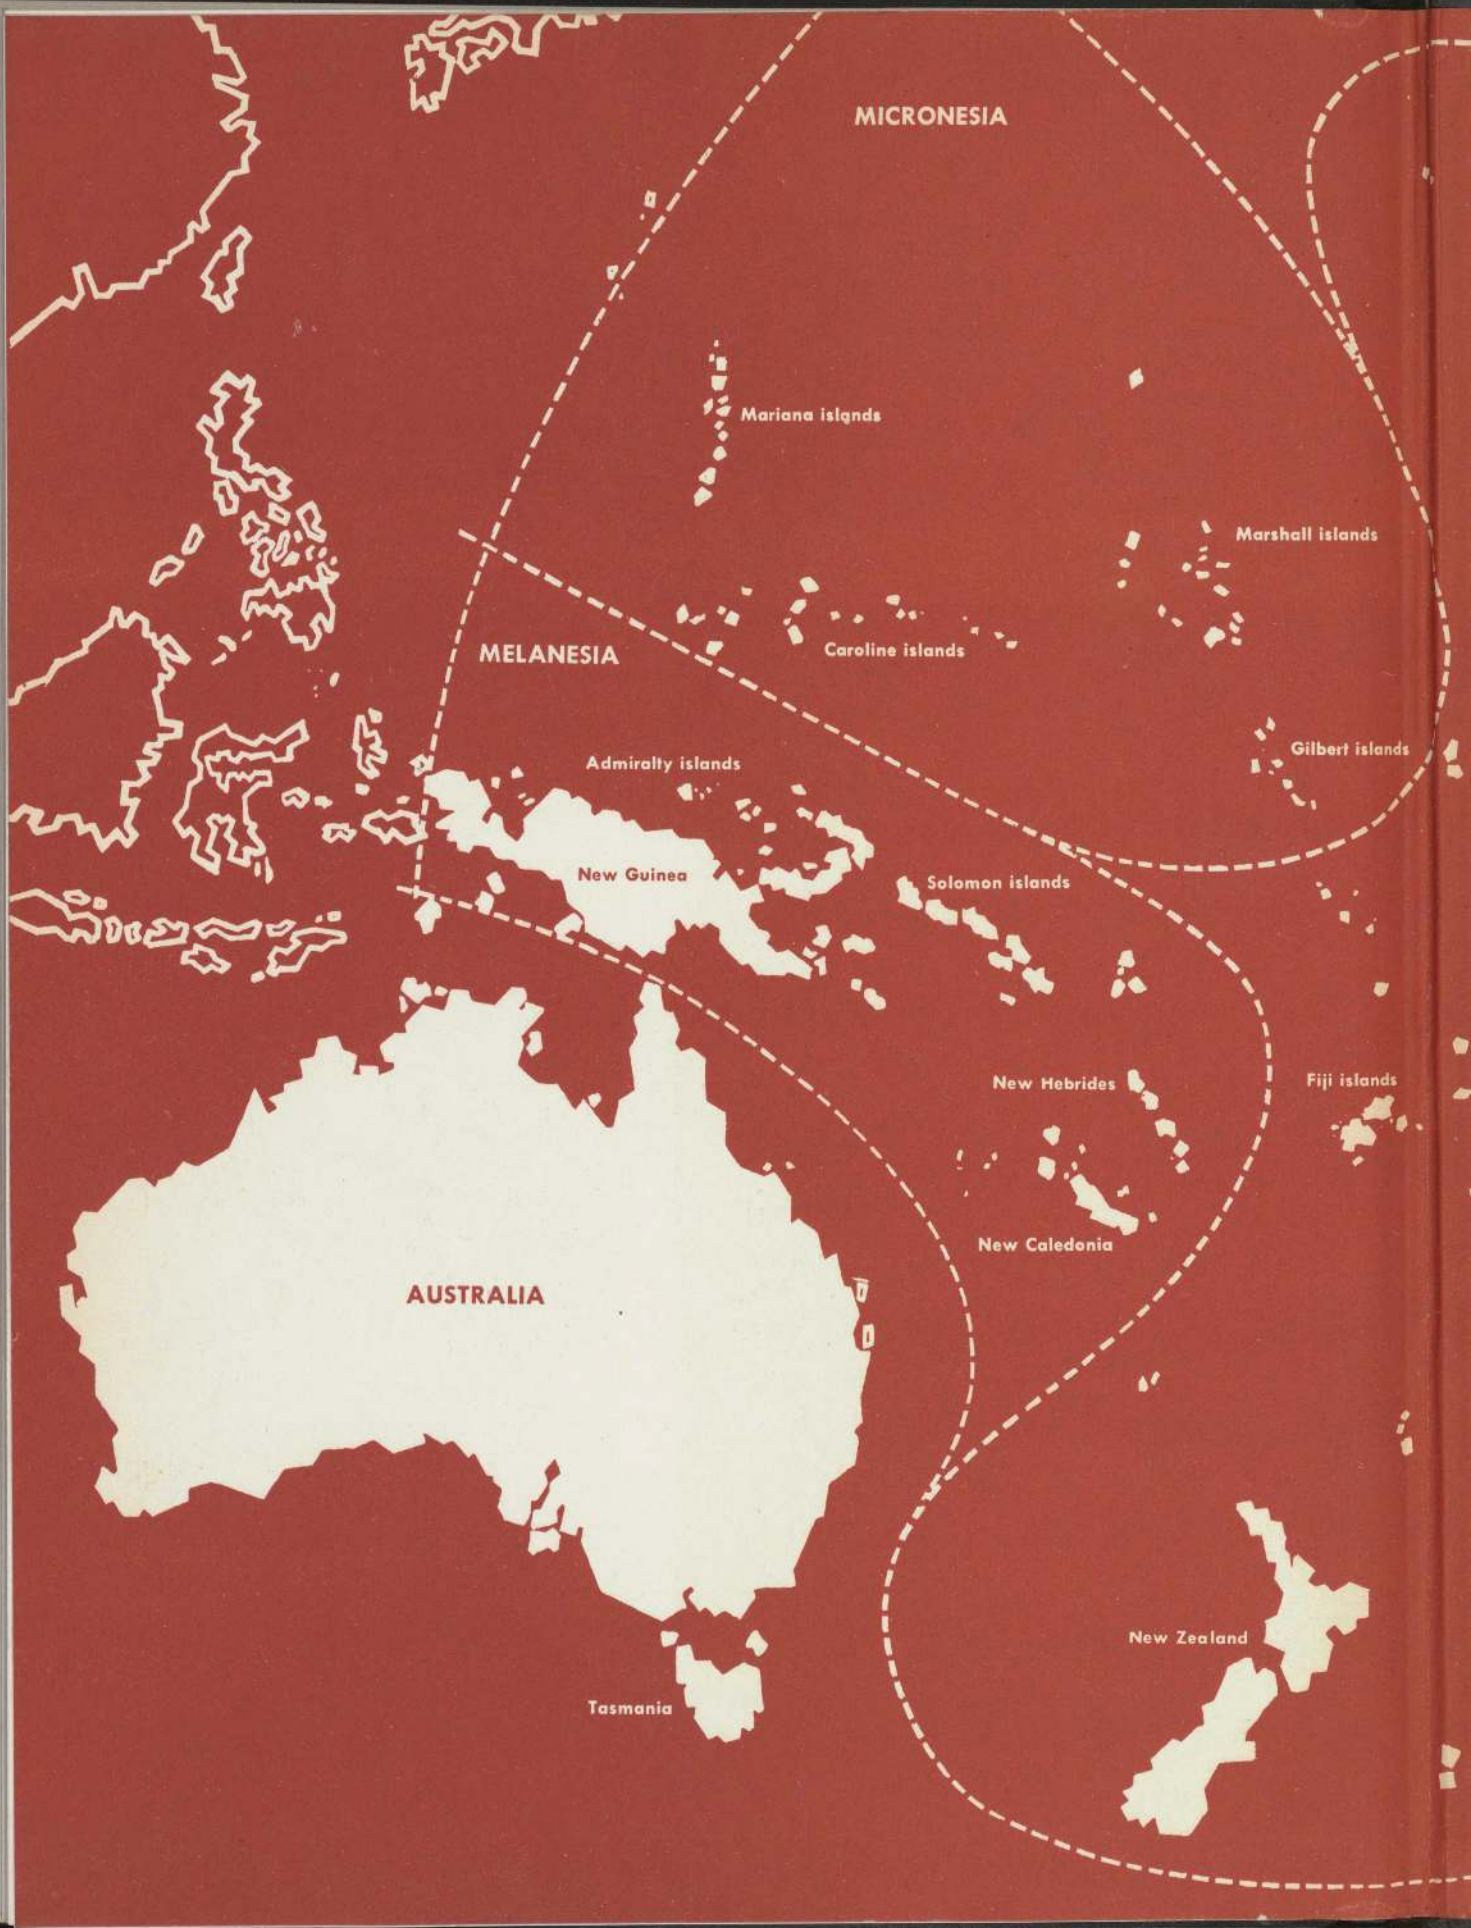 MICRONESIA
Mariana islands
Marshall islands
Caroline islands
MELANESIA
Gilbert islands
Admiralty islands
New Guinea
Solomon islands
New Hebrides
Fiji islands
New Caledonia
AUSTRALIA
New Zealand
Tasmania